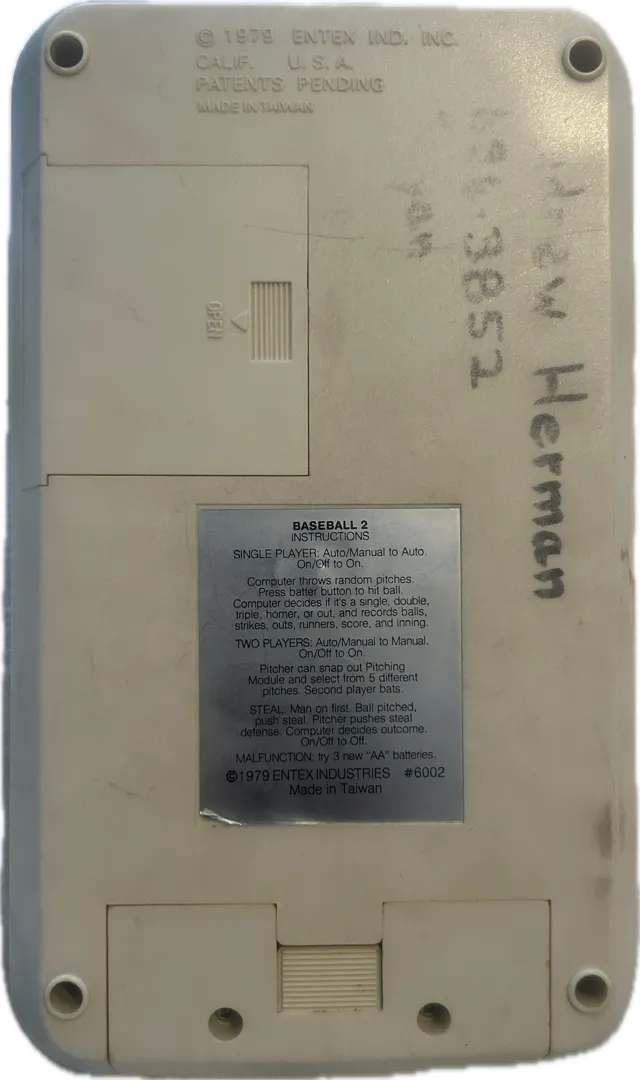 © 1979 ENTEX IND. INC.
CALIF. U.S.A.
PATENTS PENDING
MADE IN TAIWAN
OPEN
Herman
3852
BASEBALL 2
INSTRUCTIONS
SINGLE PLAYER: Auto/Manual to Auto.
On/Off to On.
Computer throws random pitches.
Press batter button to hit ball.
Computer decides if it's a single, double,
triple, homer, or out, and records balls,
strikes, outs, runners, score, and inning.
TWO PLAYERS: Auto/Manual to Manual.
On/Off to On.
Pitcher can snap out Pitching
Module and select from 5 different
pitches. Second player bats.
STEAL: Man on first. Ball pitched,
push steal. Pitcher pushes steal
defense. Computer decides outcome.
On/Off to Off.
MALFUNCTION: try 3 new "AA" batteries.
©1979 ENTEX INDUSTRIES #6002
Made in Taiwan